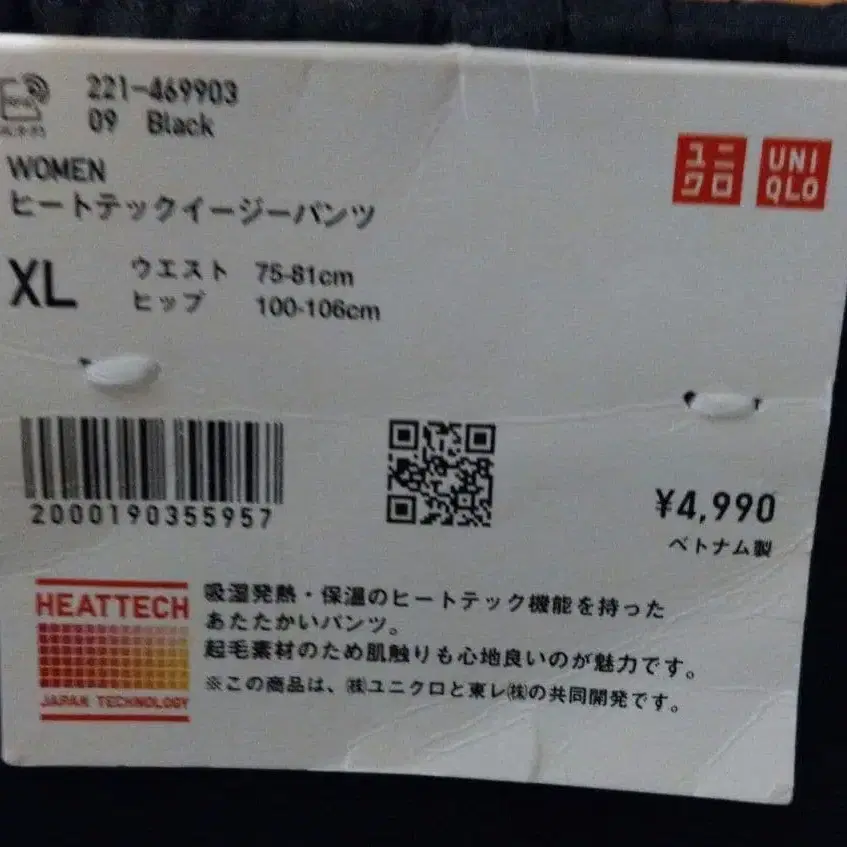 221-469903
09 Black
WOMEN
ヒートテックイージーパンツ
ユニ
クロ
UNI
QLO
XL
ウエスト 75-81cm
ヒップ 100-106cm
2000190355957
¥4,990
ベトナム製
HEATTECH
JAPAN TECHNOLOGY
吸湿発熱・保温のヒートテック機能を持った
あたたかいパンツ。
起毛素材のため肌触りも心地良いのが魅力です。
※この商品は、㈱ユニクロと東レ㈱の共同開発です。